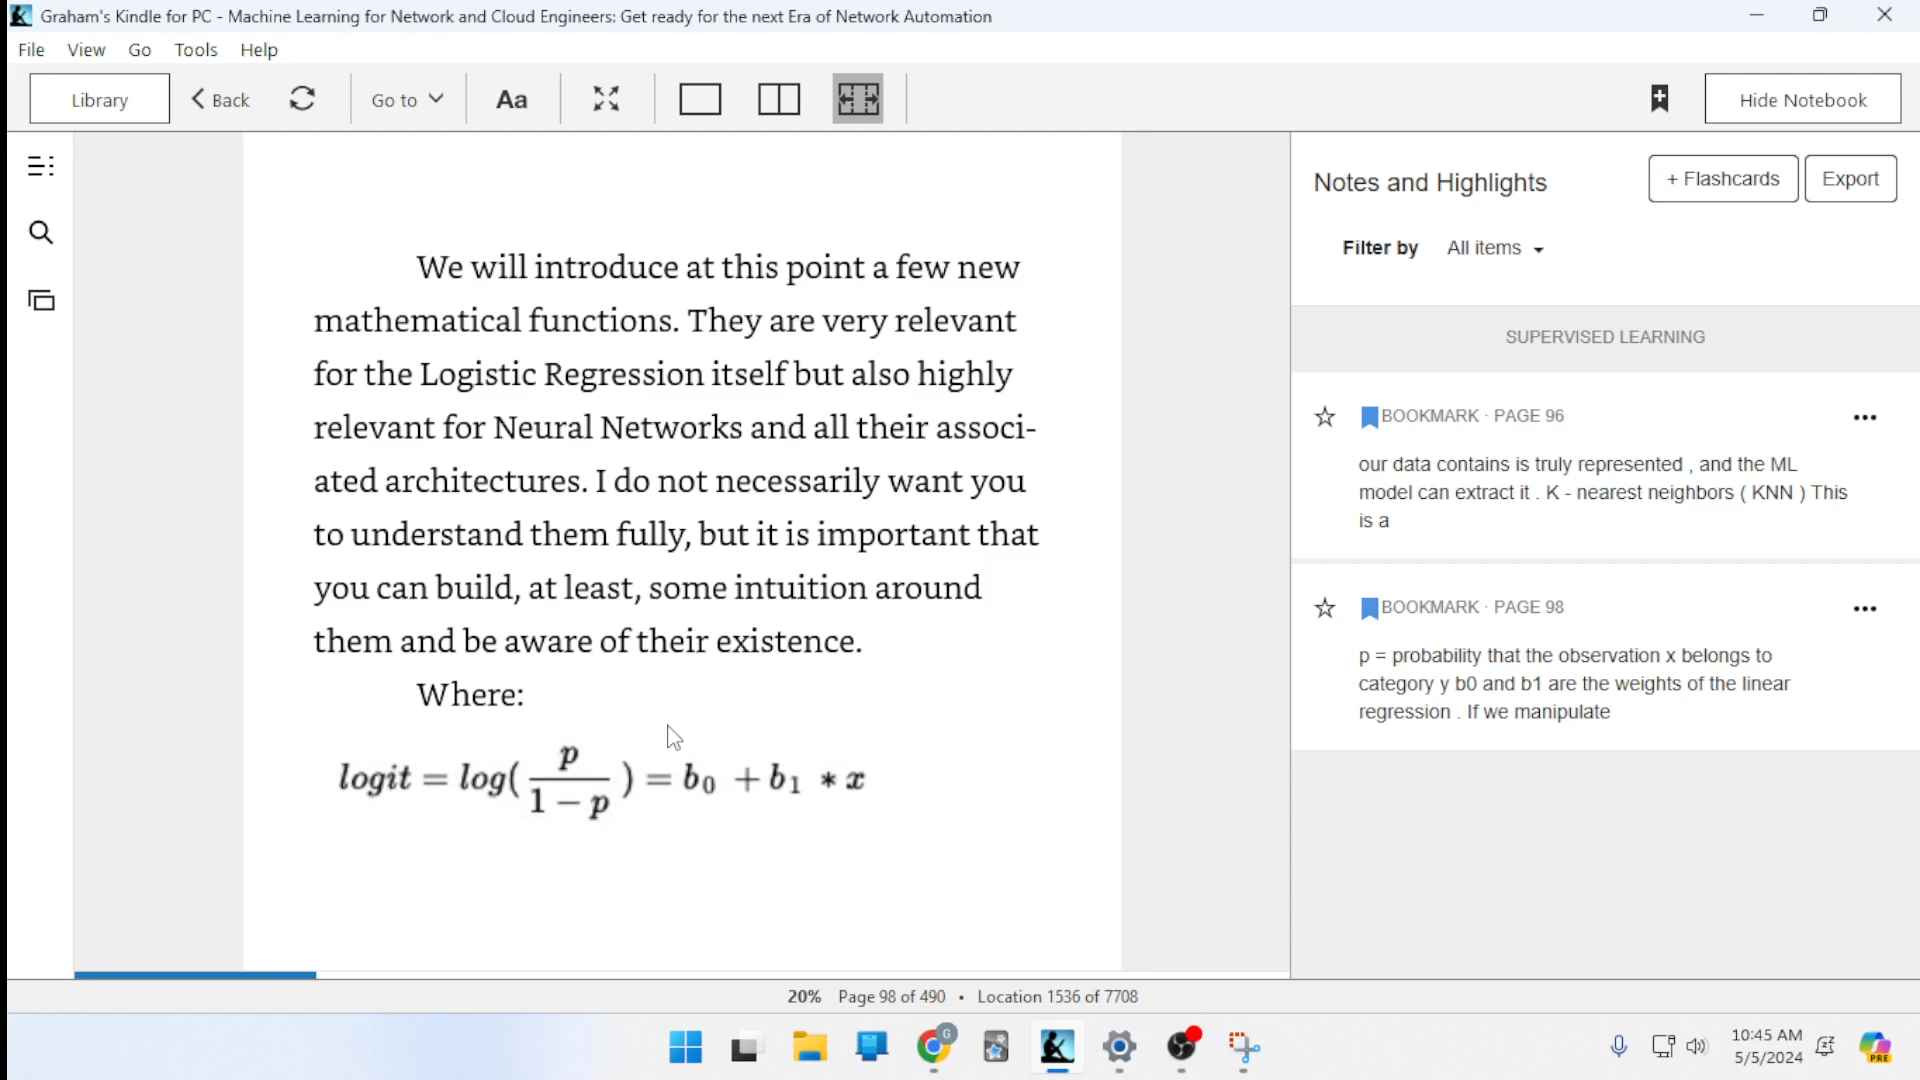 Graham's Kindle for PC - Machine Learning for Network and Cloud Engineers: Get ready for the next Era of Network Automation
File View Go Tools Help
Library Back Go to Aa Hide Notebook
We will introduce at this point a few new
mathematical functions. They are very relevant
for the Logistic Regression itself but also highly
relevant for Neural Networks and all their associ-
ated architectures. I do not necessarily want you
to understand them fully, but it is important that
you can build, at least, some intuition around
them and be aware of their existence.
Where:
logit = log( p / 1 − p ) = b₀ + b₁ * x
Notes and Highlights + Flashcards Export
Filter by All items
SUPERVISED LEARNING
BOOKMARK · PAGE 96
our data contains is truly represented , and the ML
model can extract it . K - nearest neighbors ( KNN ) This
is a
BOOKMARK · PAGE 98
p = probability that the observation x belongs to
category y b0 and b1 are the weights of the linear
regression . If we manipulate
20% Page 98 of 490 • Location 1536 of 7708
G
10:45 AM
5/5/2024
PRE